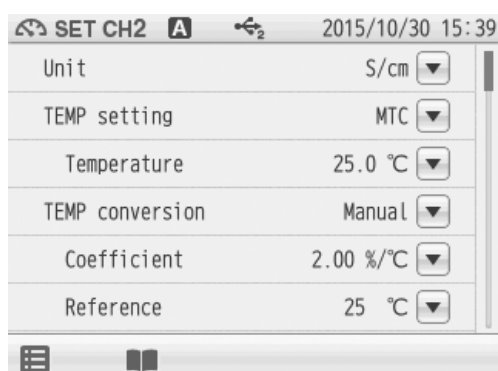 SET CH2 A 2 2015/10/30 15:39
Unit S/cm
TEMP setting MTC
Temperature 25.0 ℃
TEMP conversion Manual
Coefficient 2.00 %/℃
Reference 25 ℃